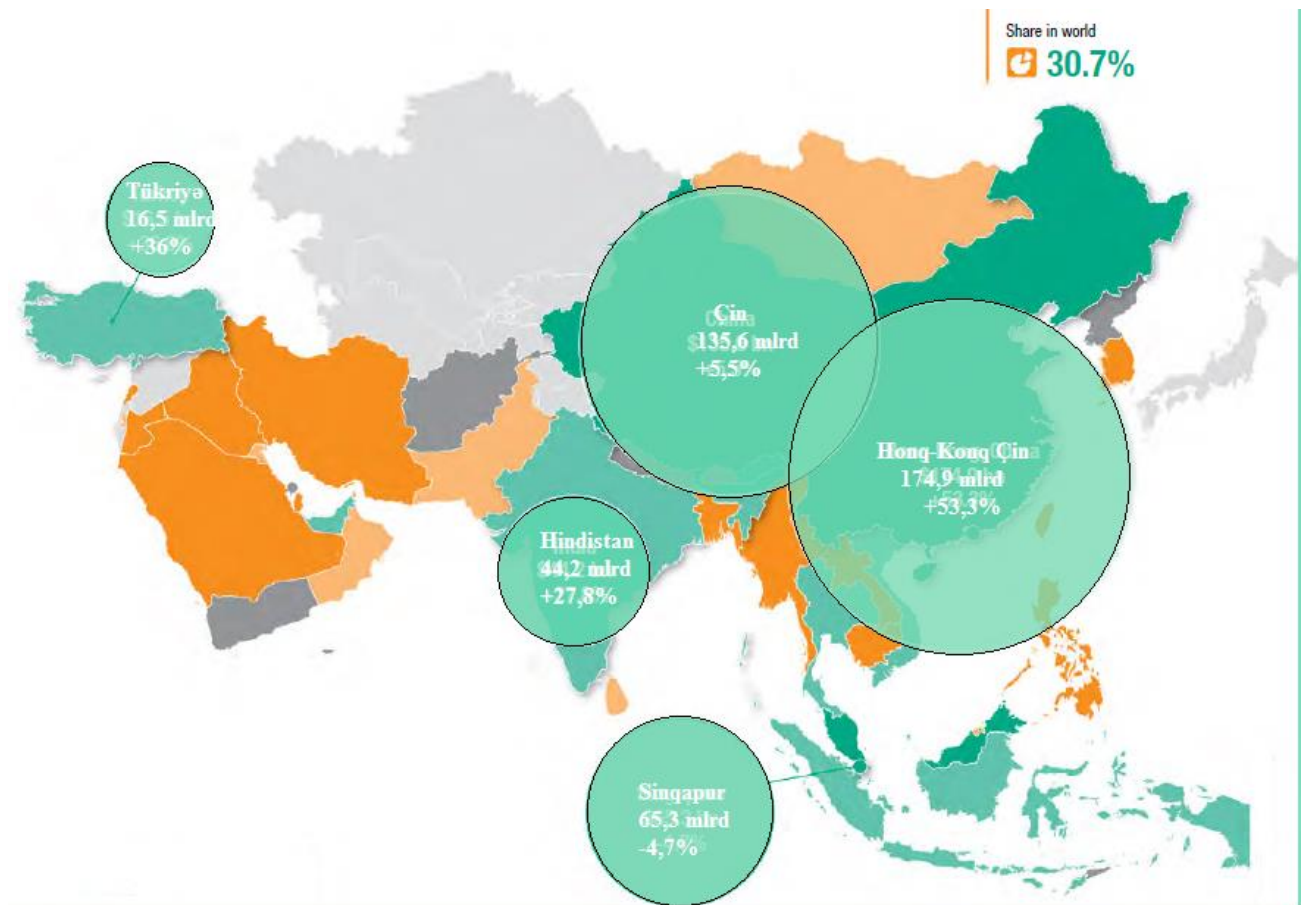 Share in world
30.7%
Tükriyə
16,5 mlrd
+36%
Çin
135,6 mlrd
+5,5%
Honq-Konq Çin
174,9 mlrd
+53,3%
Hindistan
44,2 mlrd
+27,8%
Sinqapur
65,3 mlrd
-4,7%